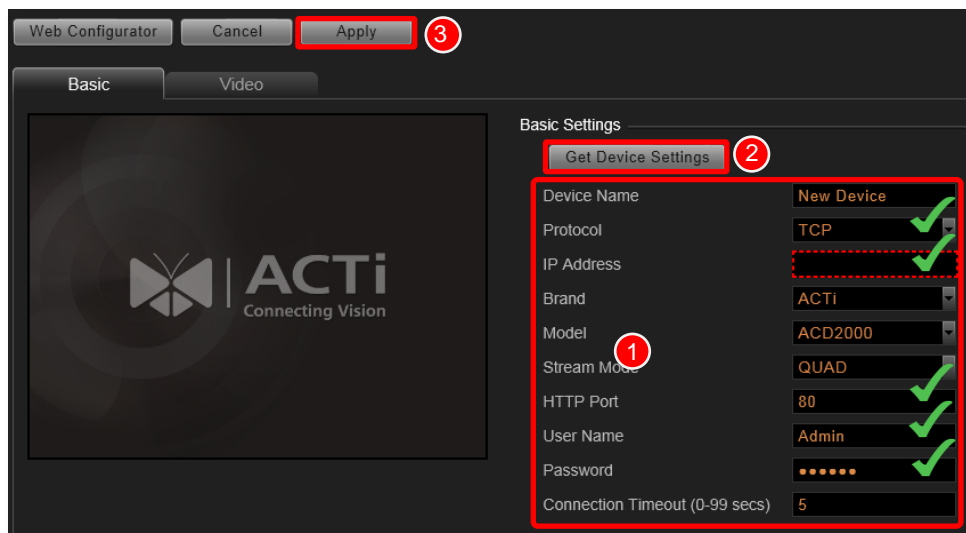 Web Configurator Cancel Apply 3
Basic Video
Basic Settings
Get Device Settings 2
Device Name New Device
Protocol TCP
IP Address
ACTi
Connecting Vision
Brand ACTi
Model ACD2000
1
Stream Mode QUAD
HTTP Port 80
User Name Admin
Password ●●●●●●
Connection Timeout (0-99 secs) 5